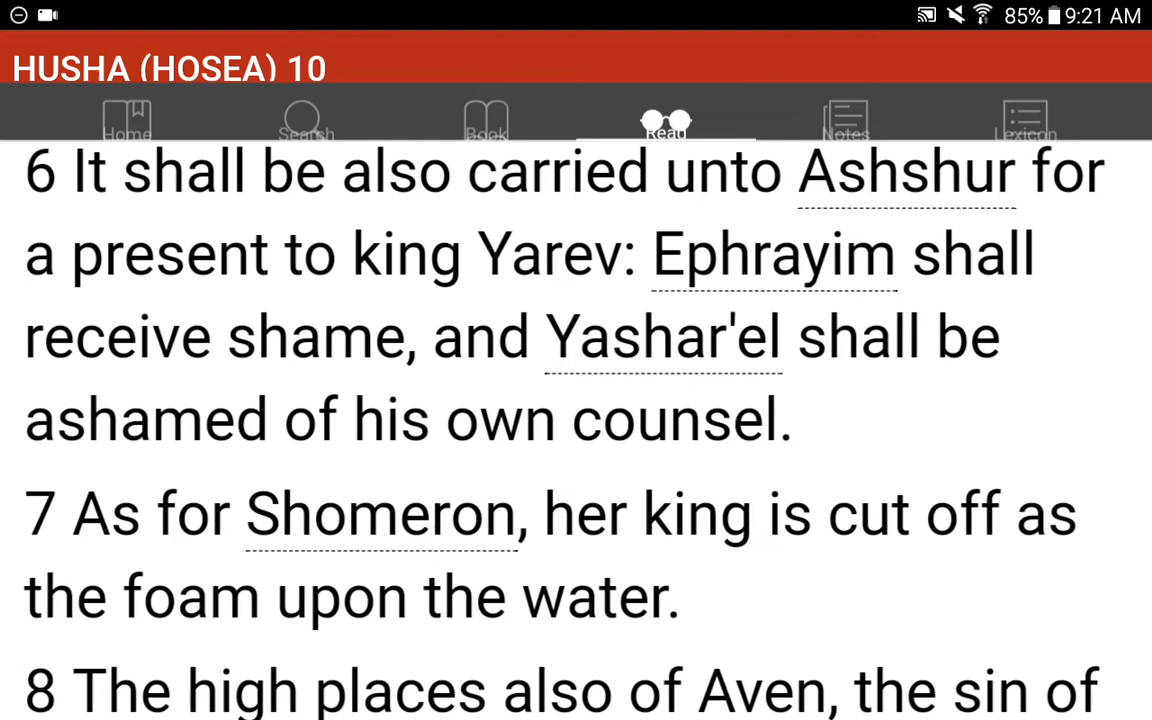 85% 9:21 AM
HUSHA (HOSEA) 10
Home Search Book Read Notes Lexicon
6 It shall be also carried unto Ashshur for
a present to king Yarev: Ephrayim shall
receive shame, and Yashar'el shall be
ashamed of his own counsel.
7 As for Shomeron, her king is cut off as
the foam upon the water.
8 The high places also of Aven, the sin of